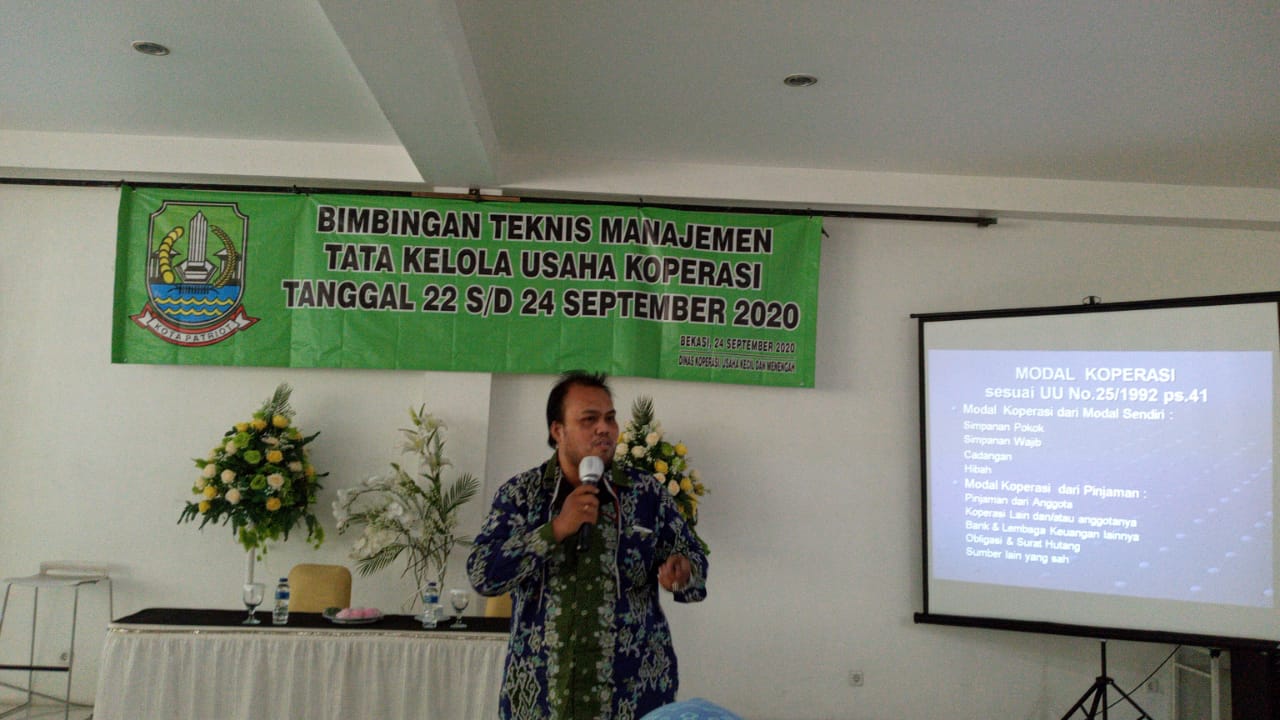 BIMBINGAN TEKNIS MANAJEMEN
TATA KELOLA USAHA KOPERASI
TANGGAL 22 S/D 24 SEPTEMBER 2020
BEKASI, 24 SEPTEMBER 2020
DINAS KOPERASI, USAHA KECIL DAN MENENGAH
KOTA PATRIOT
MODAL KOPERASI
sesuai UU No.25/1992 ps.41
Modal Koperasi dari Modal Sendiri :
Simpanan Pokok
Simpanan Wajib
Cadangan
Hibah
Modal Koperasi dari Pinjaman :
Pinjaman dari Anggota
Koperasi Lain dan/atau anggotanya
Bank & Lembaga Keuangan lainnya
Obligasi & Surat Hutang
Sumber lain yang sah